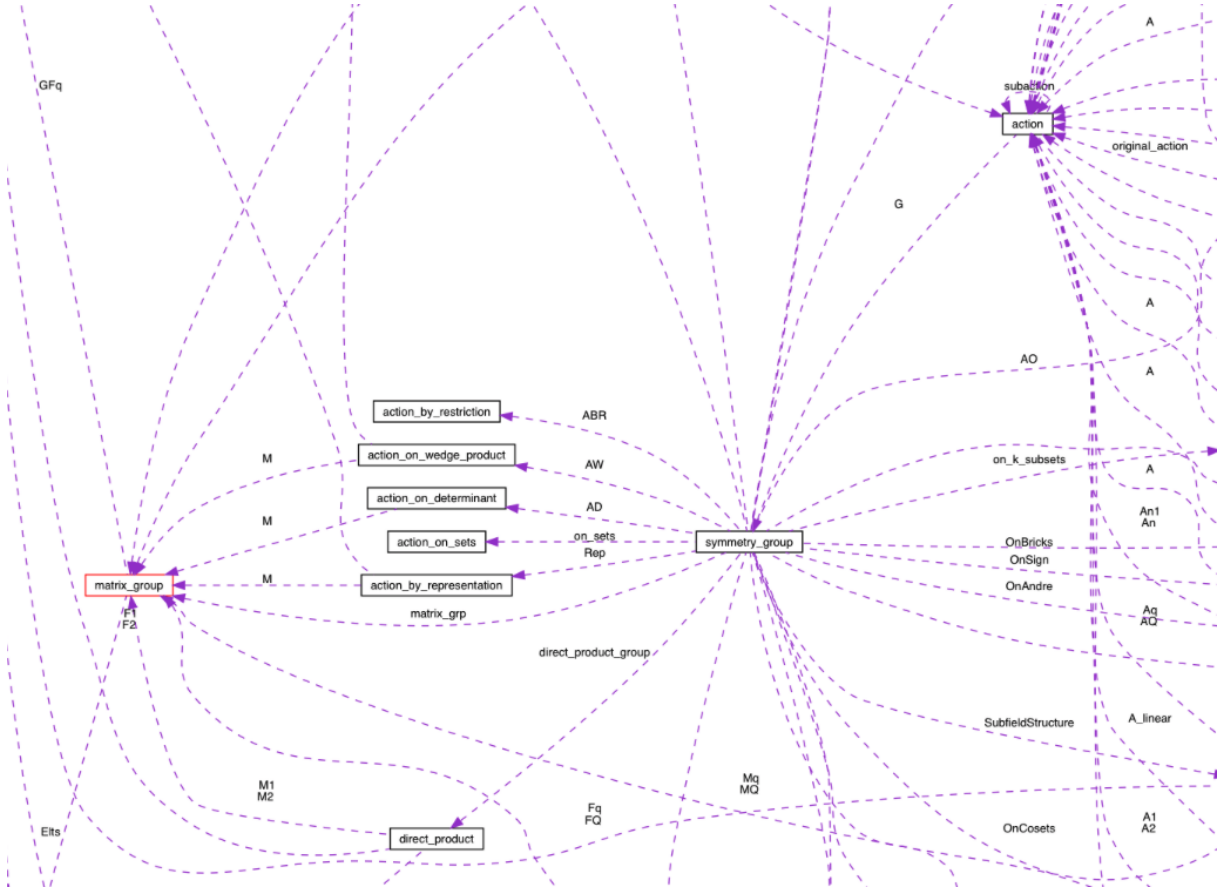 A
GFq
subaction
action
original_action
G
A
AO
A
action_by_restriction
ABR
action_on_wedge_product
M
AW
on_k_subsets
A
action_on_determinant
AD
An1
An
M
action_on_sets
on_sets
symmetry_group
OnBricks
Rep
OnSign
matrix_group
M
action_by_representation
OnAndre
F1
F2
matrix_grp
Aq
AQ
direct_product_group
SubfieldStructure
A_linear
M1
M2
Mq
MQ
Fq
FQ
Elts
direct_product
OnCosets
A1
A2